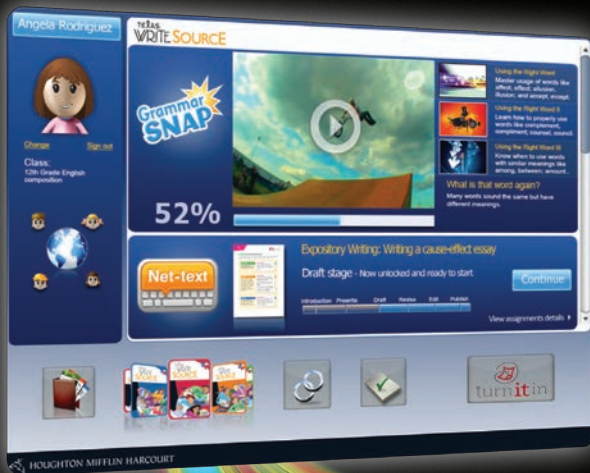 Angela Rodriguez
Change
Sign out
Class:
12th Grade English
composition
TEXAS
WRITE SOURCE
Grammar
SNAP
52%
Using the Right Word
Master usage of words like
affect, effect; allusion,
illusion; and accept, except.
Using the Right Word II
Learn how to properly use
words like complement,
compliment; counsel, sound.
Using the Right Word III
Know when to use words
with similar meanings like
among, between; amount.
What is that word again?
Many words sound the same but have
different meanings.
Net-text
Expository Writing: Writing a cause-effect essay
Draft stage - Now unlocked and ready to start
Continue
Introduction Prewrite Draft Revise Edit Publish
View assignments details
WRITE
SOURCE
turnitin
HOUGHTON MIFFLIN HARCOURT